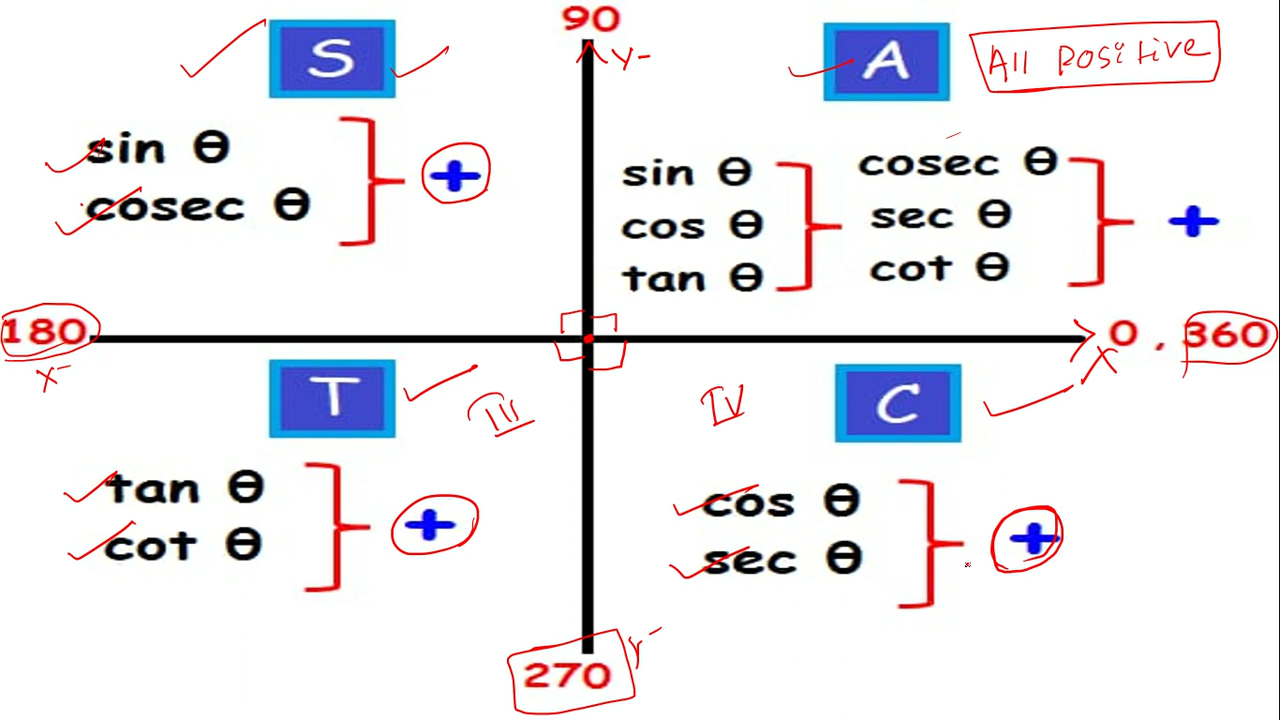 90
S
y-
A
All positive
sin θ
cosec θ
+
sin θ
cos θ
tan θ
cosec θ
sec θ
cot θ
+
180
x-
0 , 360
x
T
III
IV
C
tan θ
cot θ
+
cos θ
sec θ
+
270
y-